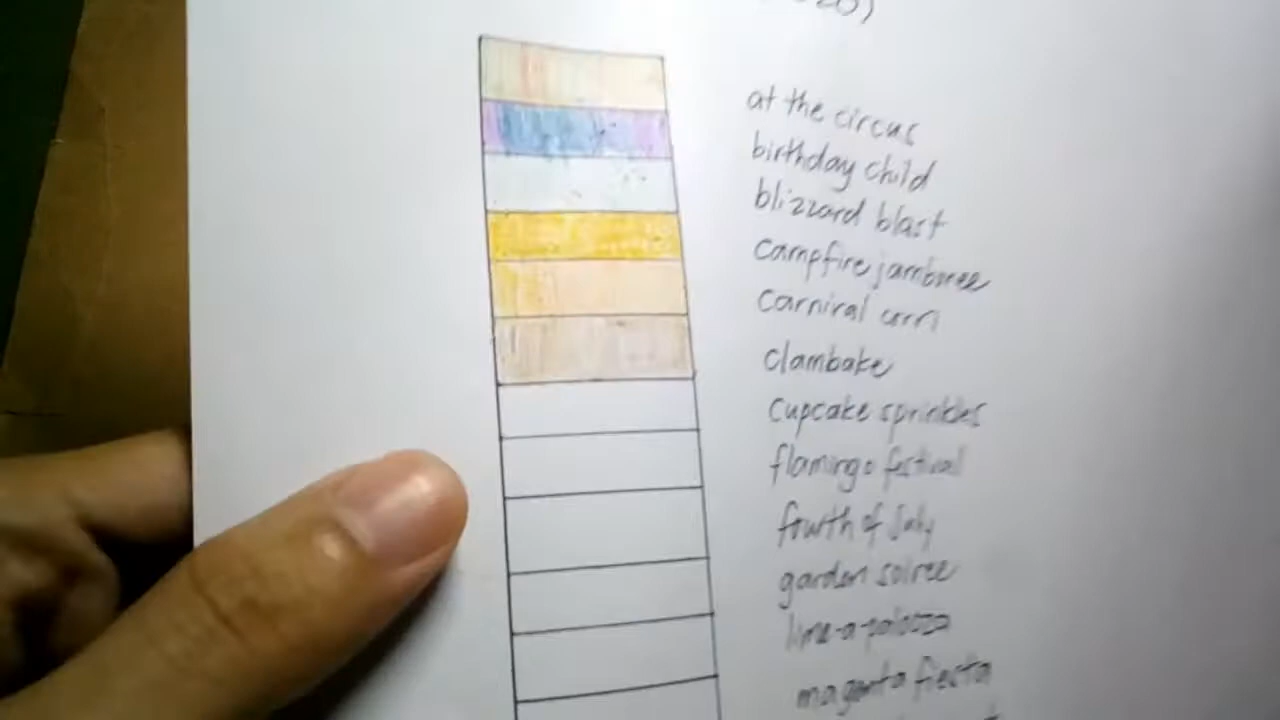 at the circus
birthday child
blizzard blast
campfire jamboree
carnival
clambake
cupcake sprinkles
flamingo festival
fourth of July
garden soiree
lime-a-palooza
magenta fiesta